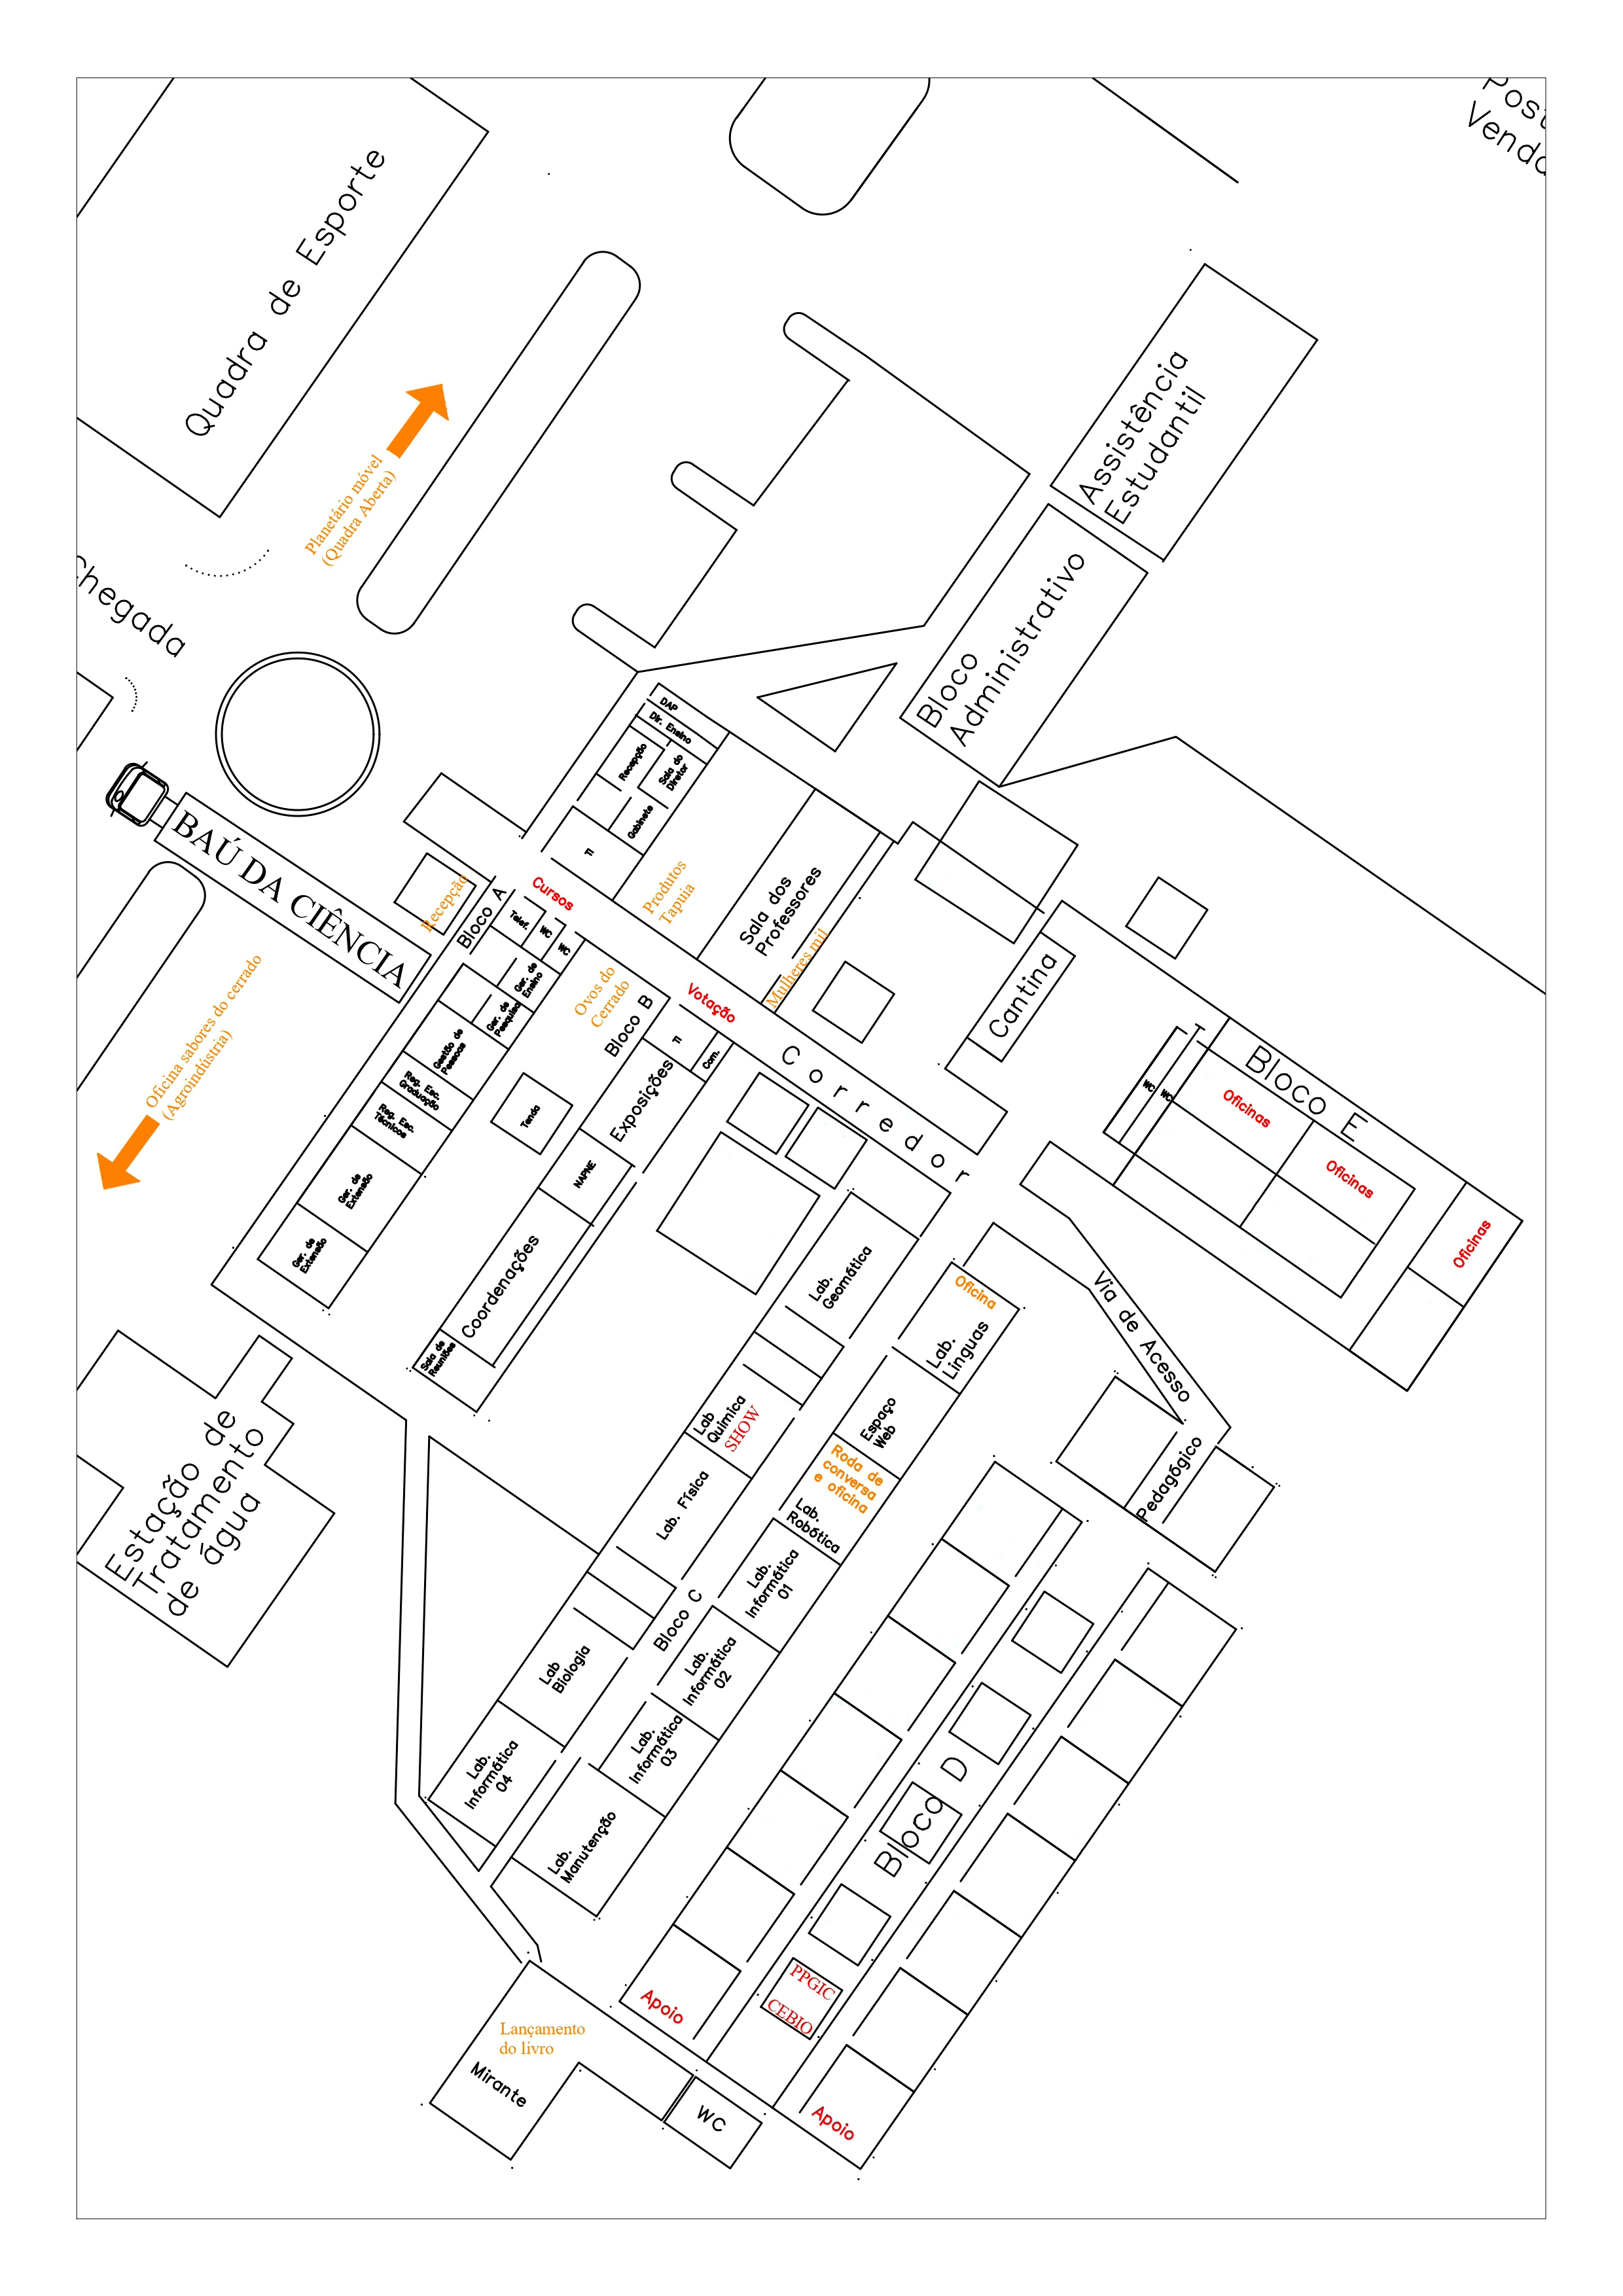 Quadra de Esporte
Planetário móvel
(Quadra Aberta)
Chegada
BAÚ DA CIÊNCIA
Oficina sabores do cerrado
(Agroindústria)
Assistência
Estudantil
Bloco
Administrativo
DAP
Dir. Ensino
Recepção
Sala do
Diretor
Gabinete
TI
Cursos
Produtos
Tapuia
Sala dos
Professores
Mulheres mil
Recepção
Bloco A
Telef.
WC
WC
Ger. de
Ensino
Ger. de
Pesquisa
Gestão de
Pessoas
Reg. Esc.
Graduação
Reg. Esc.
Técnicos
Ger. de
Extensão
Ger. de
Extensão
Ovos do
Cerrado
Bloco B
Tenda
Votação
TI
Com.
Exposições
NAPNE
Coordenações
Sala de
Reuniões
Corredor
Cantina
WC
WC
Bloco E
Oficinas
Oficinas
Oficinas
Via de Acesso
Pedagógico
Estação de
Tratamento
de àgua
Lab.
Geomática
Lab
Quimica
SHOW
Lab. Física
Bloco C
Lab
Biologia
Lab.
Informática
04
Oficina
Lab.
Linguas
Espaço
Web
Roda de
conversa
e oficina
Lab.
Robótica
Lab.
Informática
01
Lab.
Informática
02
Lab.
Informática
03
Lab.
Manutenção
Bloco D
PPGIC
CEBIO
Apoio
Apoio
Lançamento
do livro
Mirante
WC